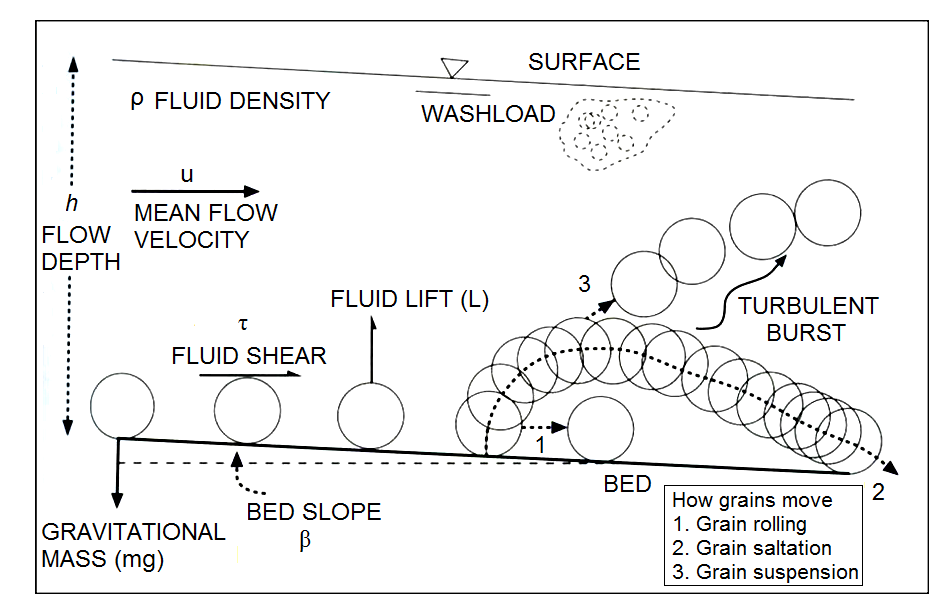 SURFACE
ρ FLUID DENSITY
WASHLOAD
u
MEAN FLOW
VELOCITY
h
FLOW
DEPTH
3
FLUID LIFT (L)
TURBULENT
BURST
τ
FLUID SHEAR
1
BED
2
BED SLOPE
β
GRAVITATIONAL
MASS (mg)
How grains move
1. Grain rolling
2. Grain saltation
3. Grain suspension